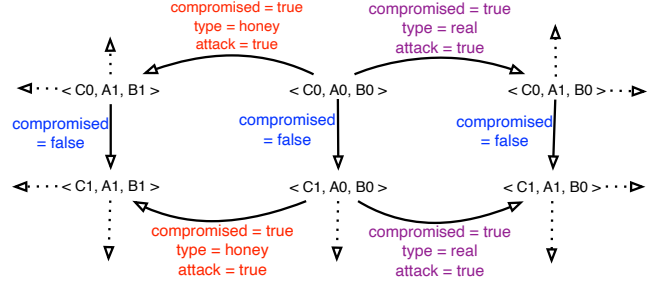 compromised = true
type = honey
attack = true
compromised = true
type = real
attack = true
< C0, A1, B1 >
< C0, A0, B0 >
< C0, A1, B0 >
compromised
= false
compromised
= false
compromised
= false
< C1, A1, B1 >
< C1, A0, B0 >
< C1, A1, B0 >
compromised = true
type = honey
attack = true
compromised = true
type = real
attack = true